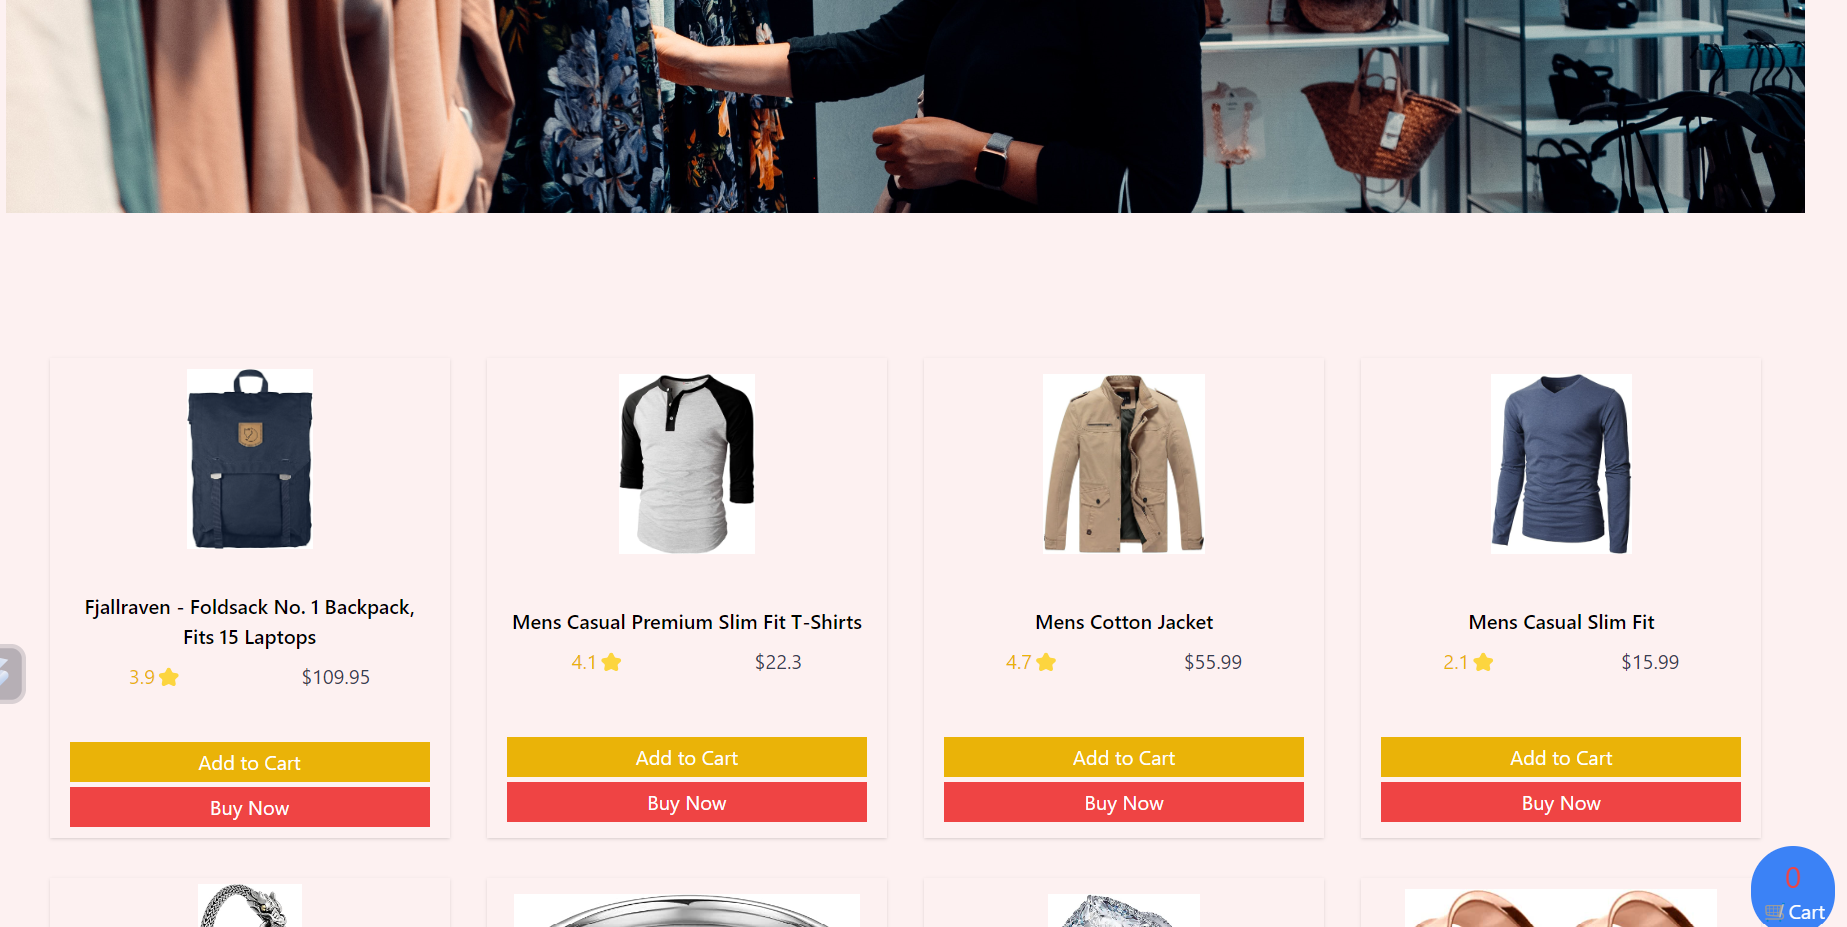 Fjallraven - Foldsack No. 1 Backpack,
Fits 15 Laptops
3.9
$109.95
Add to Cart
Buy Now
Mens Casual Premium Slim Fit T-Shirts
4.1
$22.3
Add to Cart
Buy Now
Mens Cotton Jacket
4.7
$55.99
Add to Cart
Buy Now
Mens Casual Slim Fit
2.1
$15.99
Add to Cart
Buy Now
0
Cart